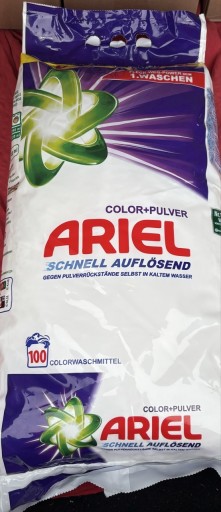 1. WASCHEN
COLOR+PULVER
ARIEL
SCHNELL AUFLÖSEND
GEGEN PULVERRÜCKSTÄNDE SELBST IN KALTEM WASSER
100
COLORWASCHMITTEL
COLOR+PULVER
ARIEL
SCHNELL AUFLÖSEND